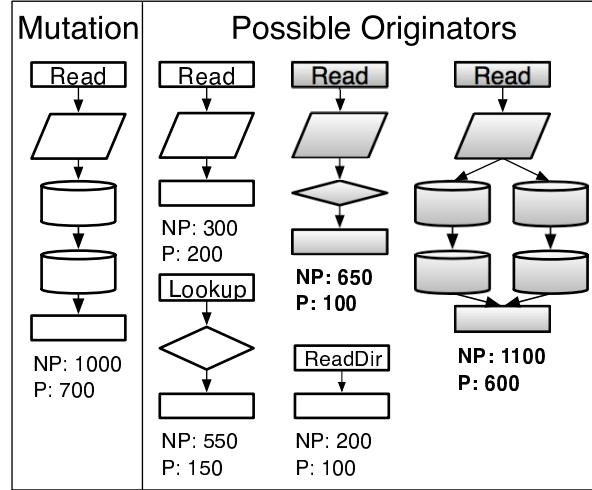 Mutation
Possible Originators
Read
NP: 1000
P: 700
Read
NP: 300
P: 200
Read
NP: 650
P: 100
Read
NP: 1100
P: 600
Lookup
NP: 550
P: 150
ReadDir
NP: 200
P: 100